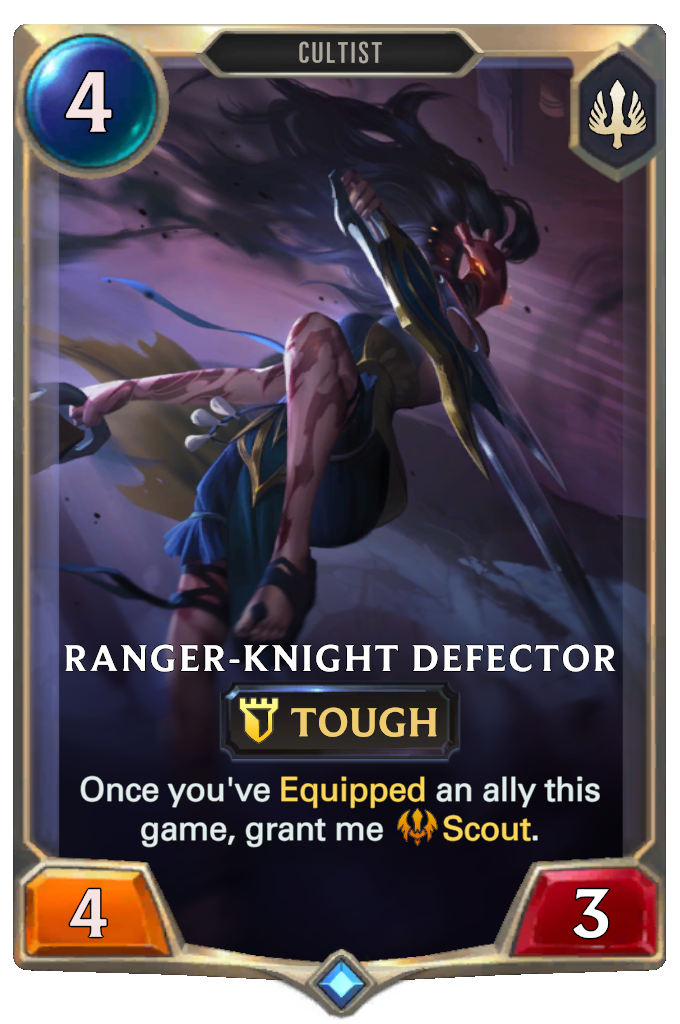 CULTIST
4
RANGER-KNIGHT DEFECTOR
TOUGH
Once you've Equipped an ally this
game, grant me Scout.
4
3